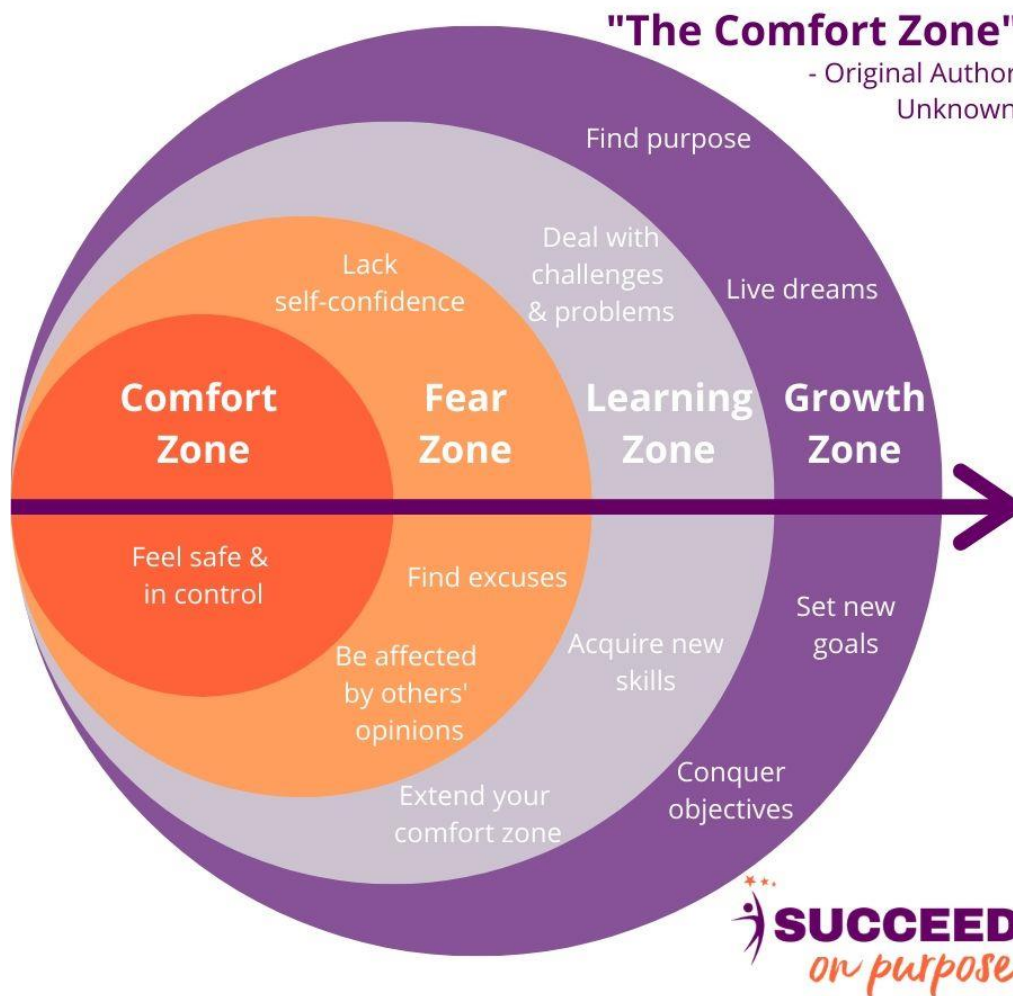 "The Comfort Zone"
- Original Author
Unknown
Find purpose
Deal with
challenges
& problems
Lack
self-confidence
Live dreams
Comfort
Zone
Fear
Zone
Learning
Zone
Growth
Zone
Feel safe &
in control
Find excuses
Set new
goals
Be affected
by others'
opinions
Acquire new
skills
Extend your
comfort zone
Conquer
objectives
SUCCEED
on purpose